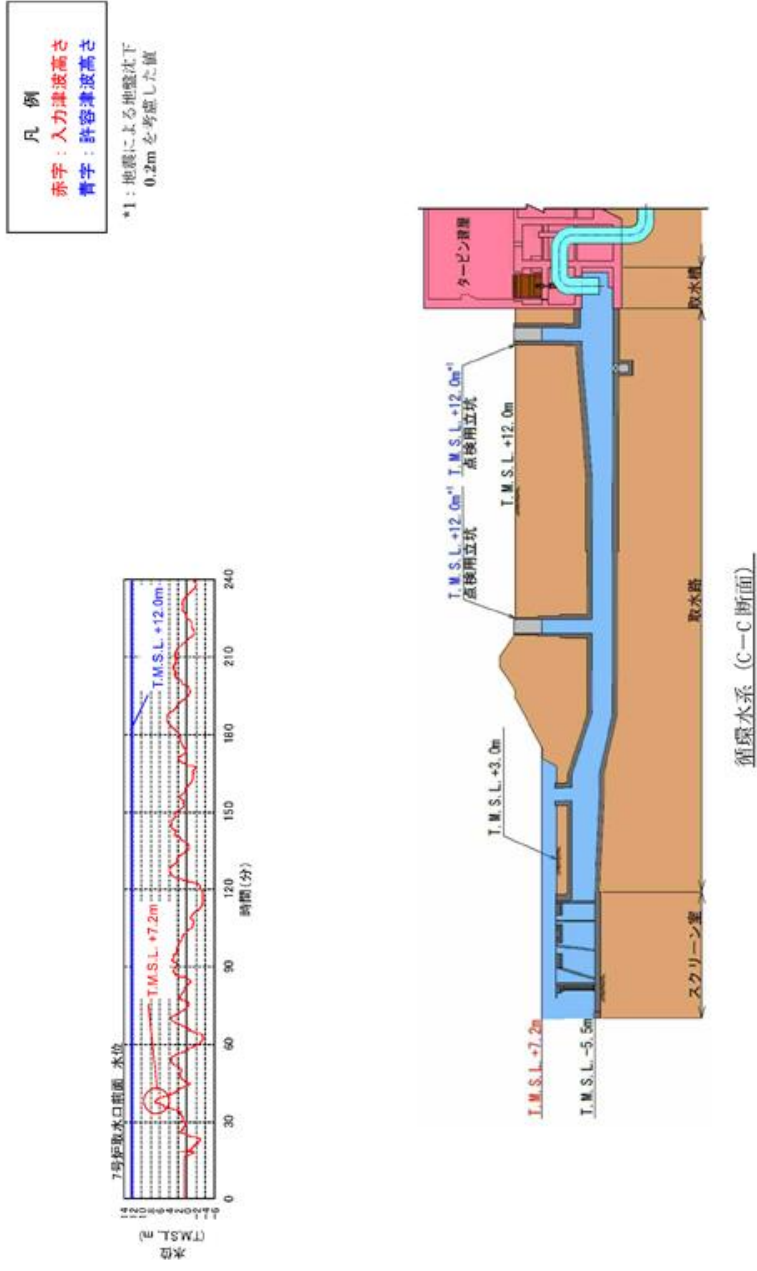 凡 例
赤字：入力津波高さ
青字：許容津波高さ
*1：地震による地盤沈下
0.2m を考慮した値
7号炉取水口前面 水位
水位
(T.M.S.L. m)
14
12
10
8
6
4
2
0
-2
-4
-6
0 30 60 90 120 150 180 210 240
時間(分)
T.M.S.L. +7.2m
T.M.S.L. +12.0m
T.M.S.L.+7.2m
T.M.S.L.-5.5m
T.M.S.L.+3.0m
T.M.S.L.+12.0m*1
点検用立坑
T.M.S.L.+12.0m*1
点検用立坑
T.M.S.L.+12.0m
タービン建屋
スクリーン室
取水路
取水槽
循環水系（C－C断面）